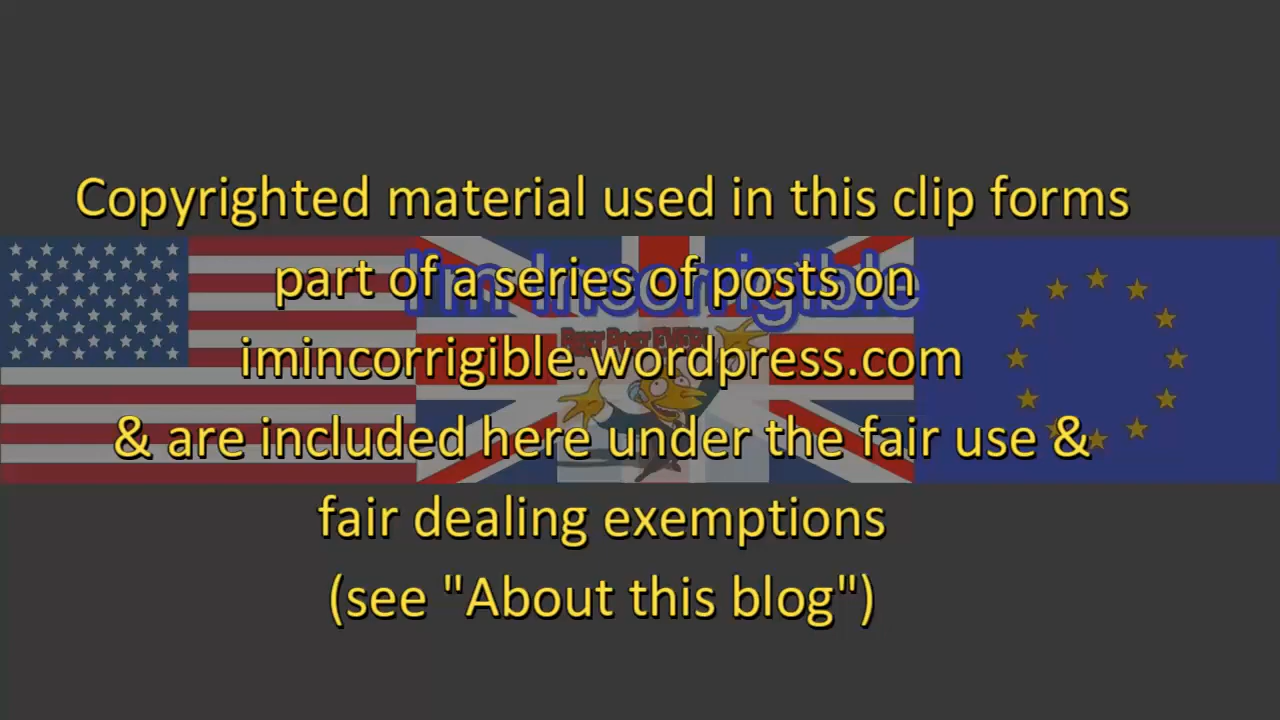 Copyrighted material used in this clip forms
part of a series of posts on
I'm Incorrigible
imincorrigible.wordpress.com
& are included here under the fair use &
fair dealing exemptions
(see "About this blog")